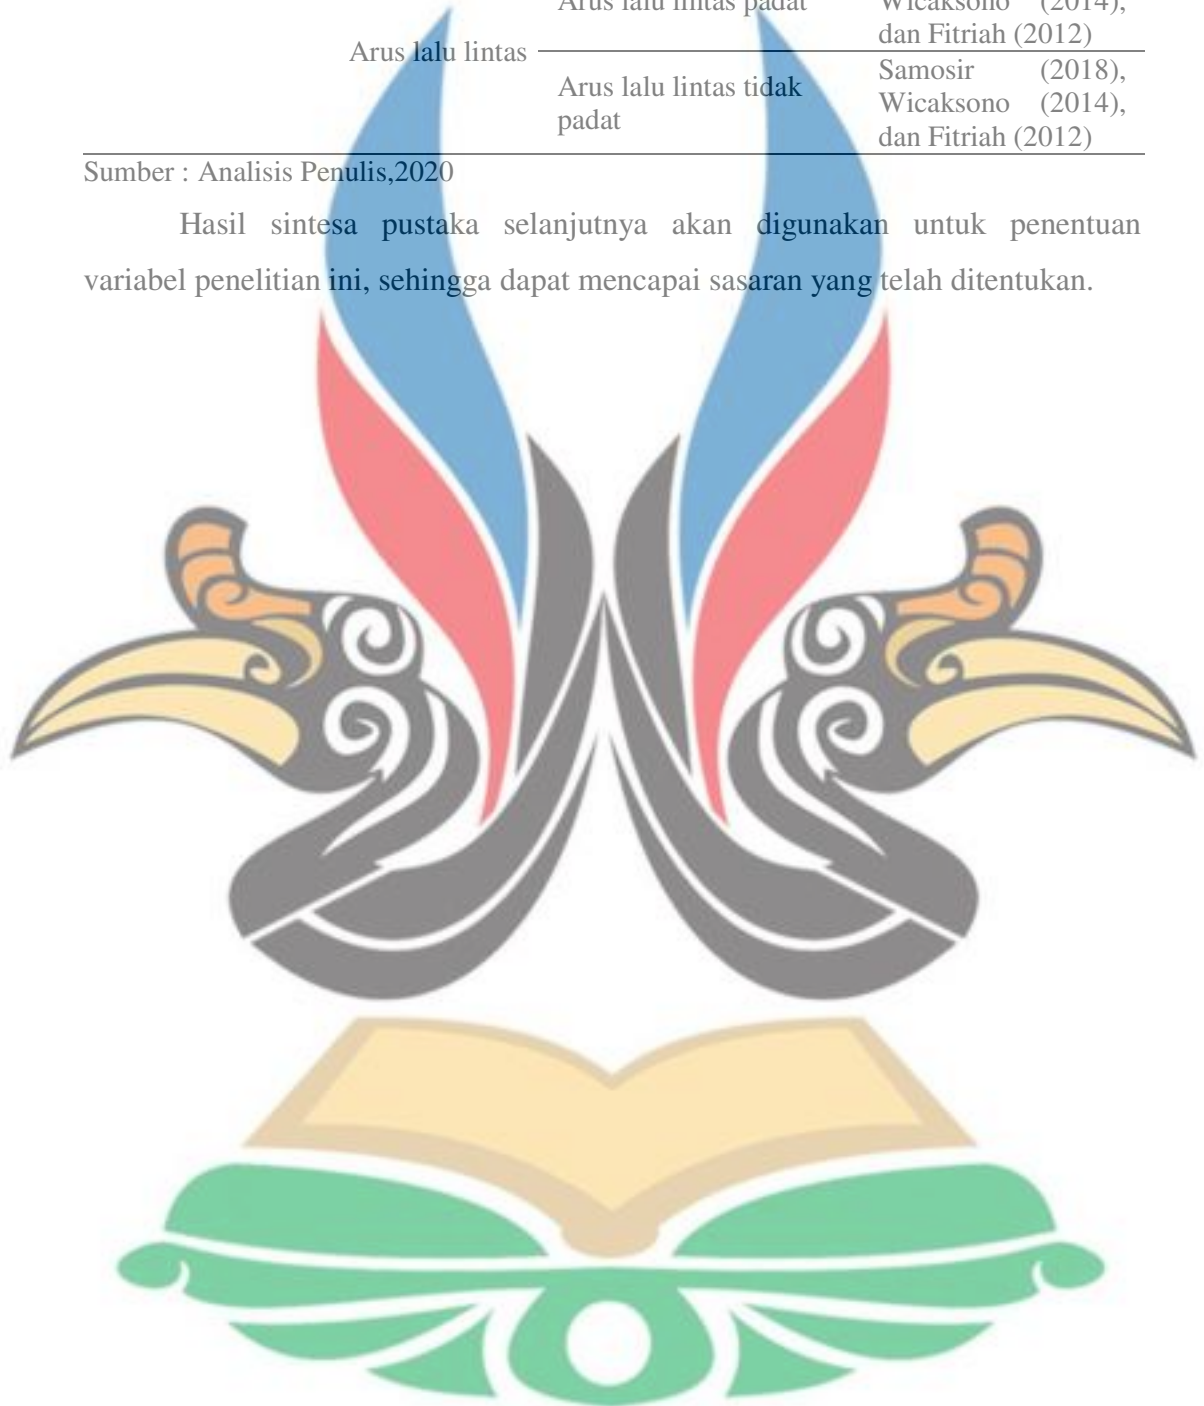 Arus lalu lintas padat Wicaksono (2014),
dan Fitriah (2012)
Arus lalu lintas
Samosir (2018),
Arus lalu lintas tidak
Wicaksono (2014),
padat
dan Fitriah (2012)
Sumber : Analisis Penulis,2020
Hasil sintesa pustaka selanjutnya akan digunakan untuk penentuan
variabel penelitian ini, sehingga dapat mencapai sasaran yang telah ditentukan.